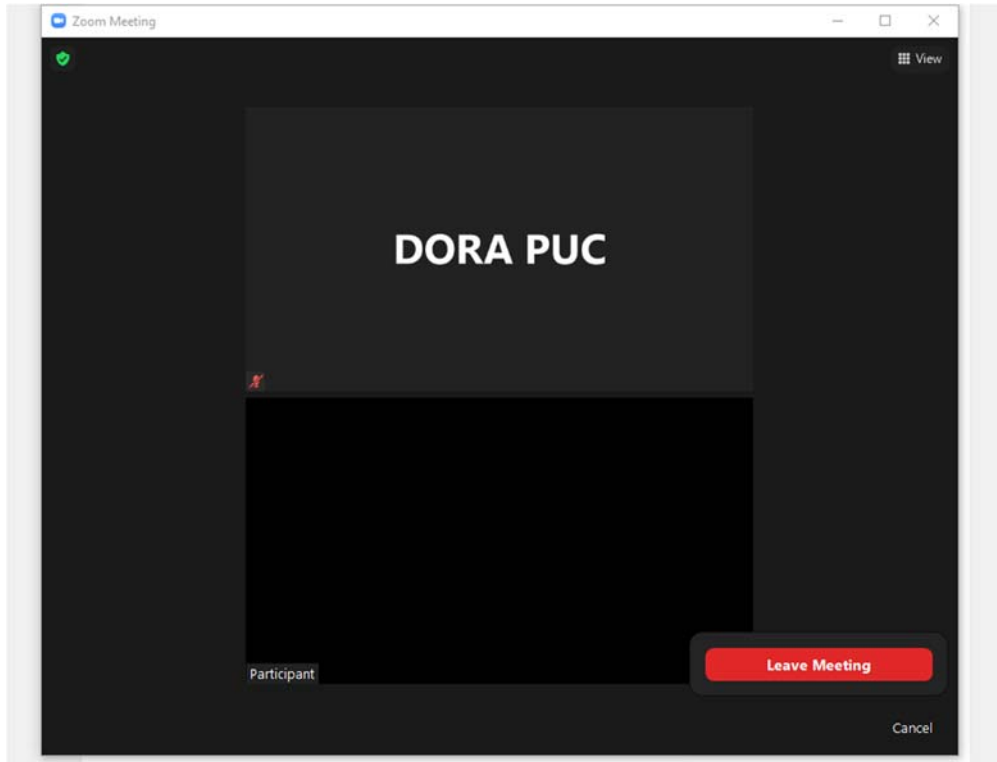 Zoom Meeting
View
DORA PUC
Participant
Leave Meeting
Cancel